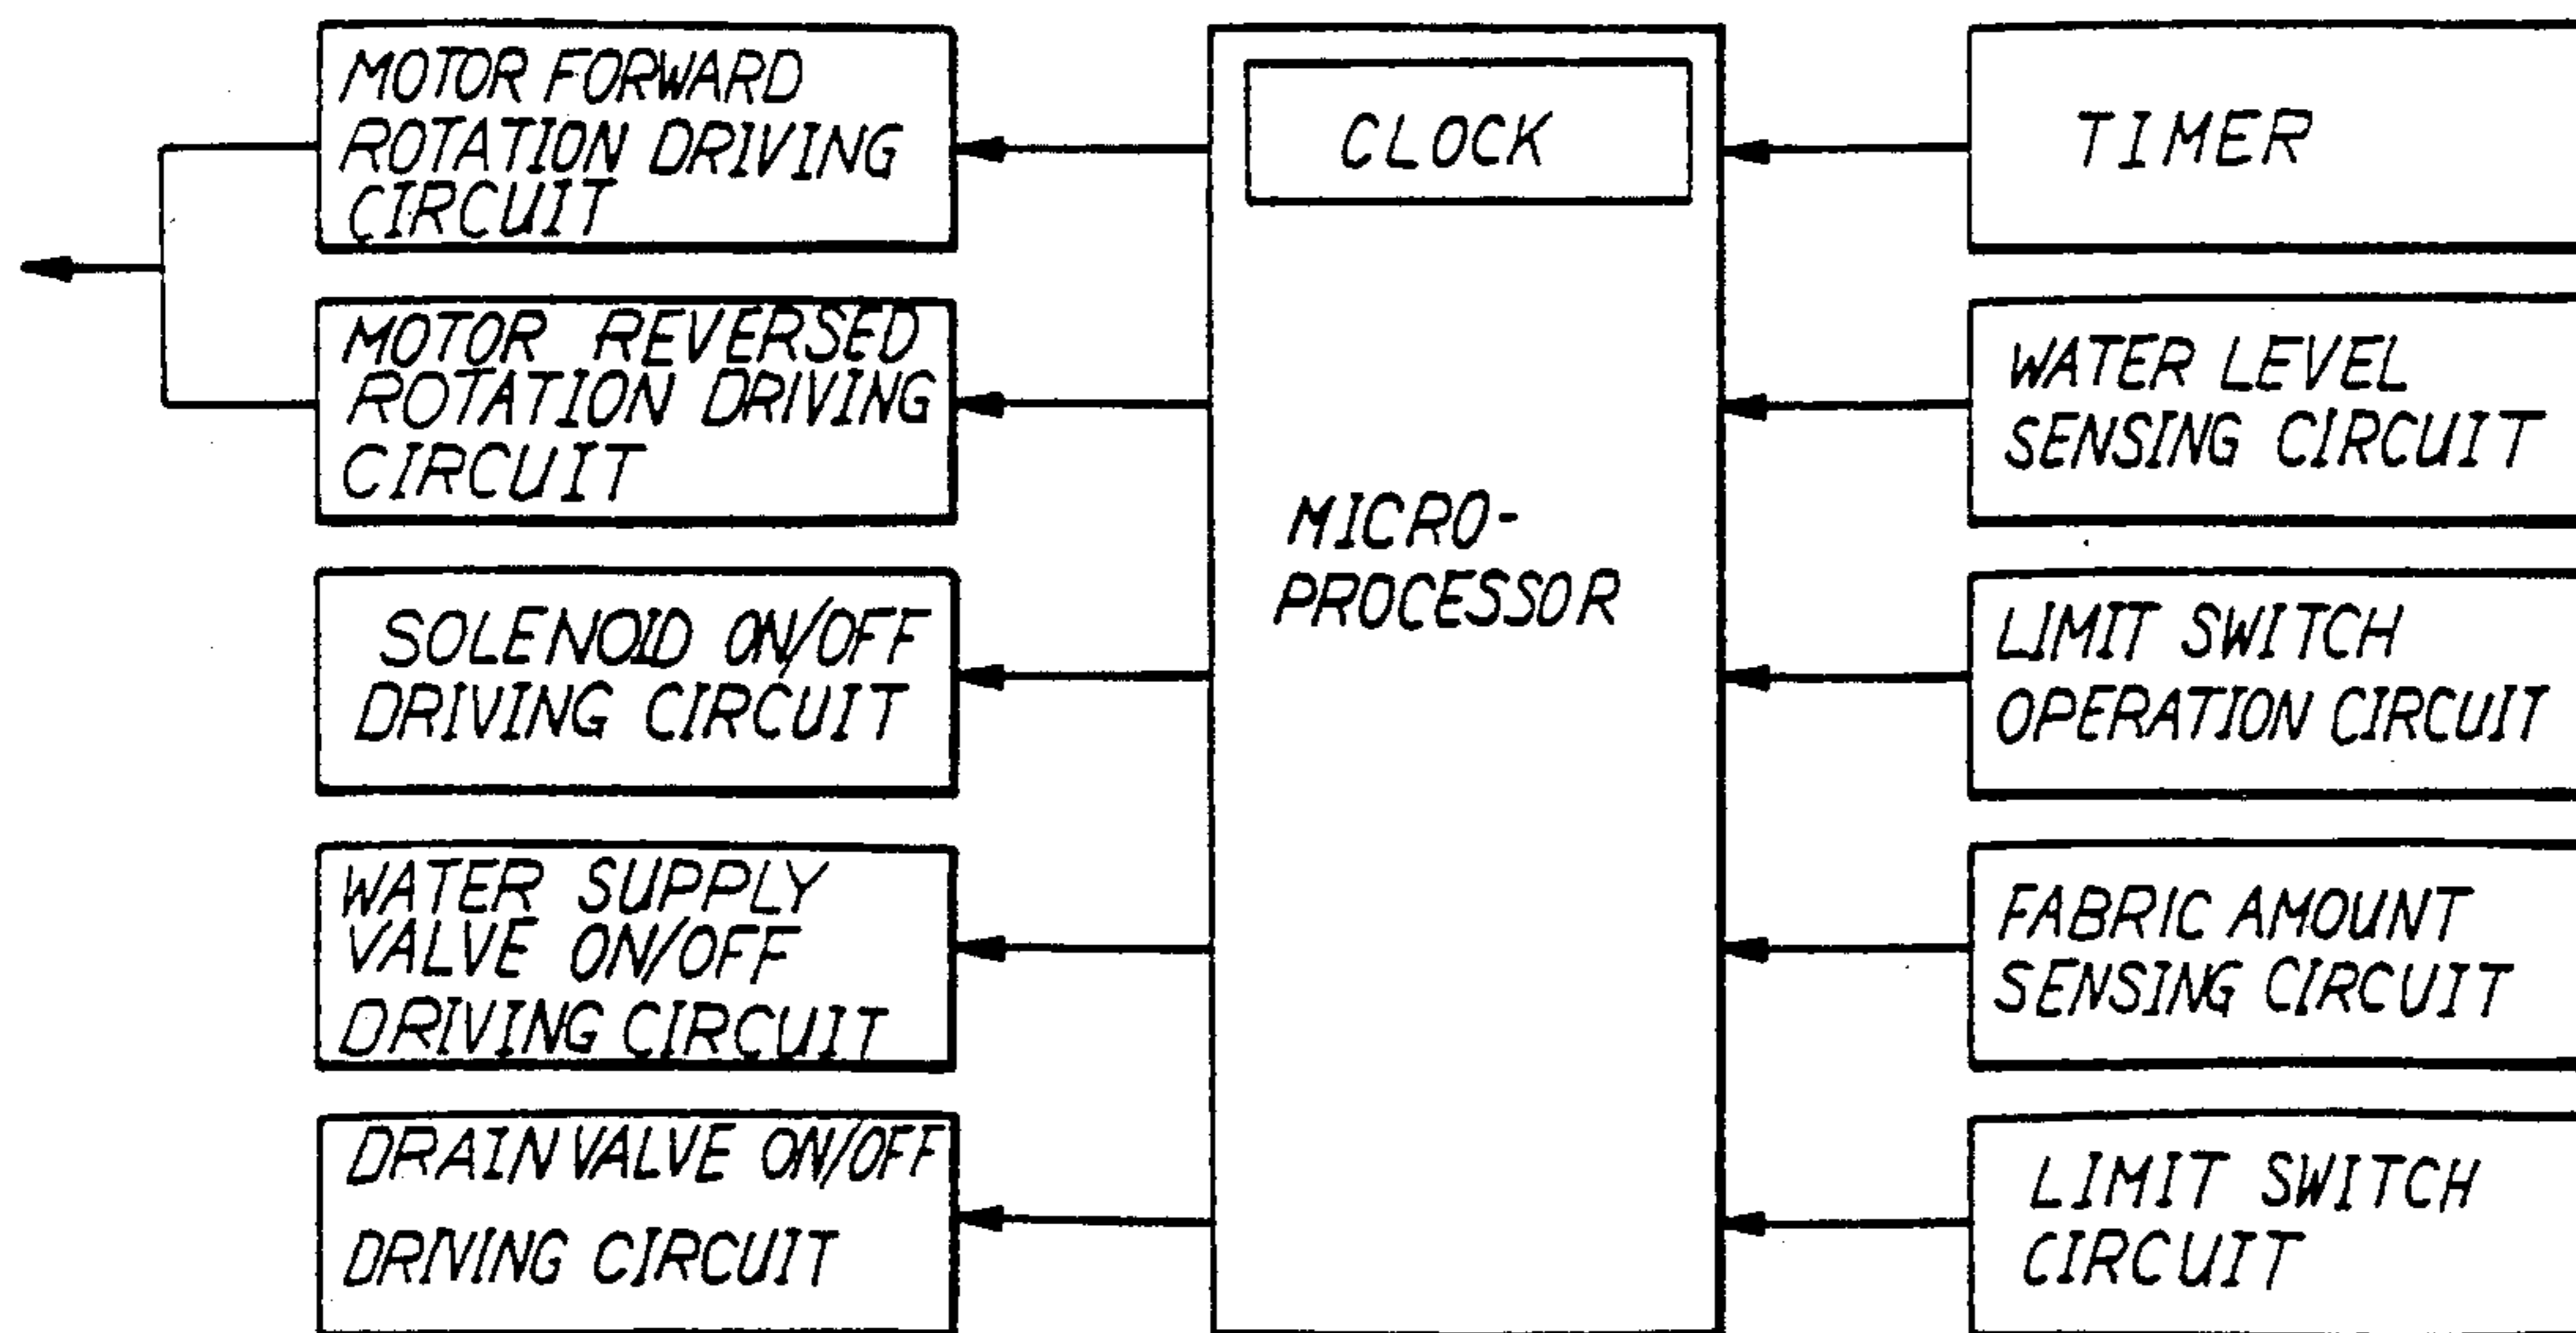 MOTOR FORWARD
ROTATION DRIVING
CIRCUIT
MOTOR REVERSED
ROTATION DRIVING
CIRCUIT
SOLENOID ON/OFF
DRIVING CIRCUIT
WATER SUPPLY
VALVE ON/OFF
DRIVING CIRCUIT
DRAIN VALVE ON/OFF
DRIVING CIRCUIT
CLOCK
MICRO-
PROCESSOR
TIMER
WATER LEVEL
SENSING CIRCUIT
LIMIT SWITCH
OPERATION CIRCUIT
FABRIC AMOUNT
SENSING CIRCUIT
LIMIT SWITCH
CIRCUIT